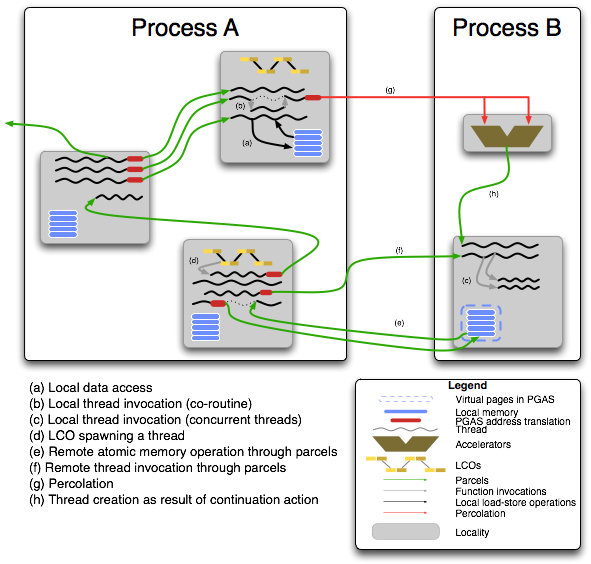 Process A
Process B
(g)
(b)
(a)
(h)
(d)
(f)
(c)
(e)
(a) Local data access
(b) Local thread invocation (co-routine)
(c) Local thread invocation (concurrent threads)
(d) LCO spawning a thread
(e) Remote atomic memory operation through parcels
(f) Remote thread invocation through parcels
(g) Percolation
(h) Thread creation as result of continuation action
Legend
Virtual pages in PGAS
Local memory
PGAS address translation
Thread
Accelerators
LCOs
Parcels
Function invocations
Local load-store operations
Percolation
Locality